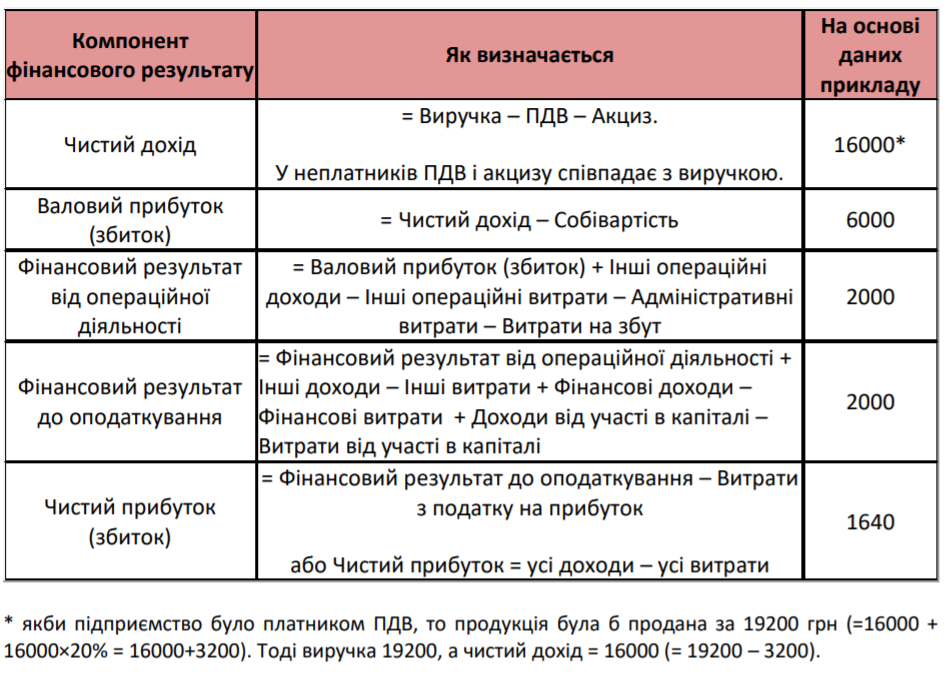 Компонент
фінансового результату
Як визначається
На основі
даних
прикладу
Чистий дохід
= Виручка – ПДВ – Акциз.
У неплатників ПДВ і акцизу співпадає з виручкою.
16000*
Валовий прибуток
(збиток)
= Чистий дохід – Собівартість
6000
Фінансовий результат
від операційної
діяльності
= Валовий прибуток (збиток) + Інші операційні
доходи – Інші операційні витрати – Адміністративні
витрати – Витрати на збут
2000
Фінансовий результат
до оподаткування
= Фінансовий результат від операційної діяльності +
Інші доходи – Інші витрати + Фінансові доходи –
Фінансові витрати + Доходи від участі в капіталі –
Витрати від участі в капіталі
2000
Чистий прибуток
(збиток)
= Фінансовий результат до оподаткування – Витрати
з податку на прибуток
або Чистий прибуток = усі доходи – усі витрати
1640
* якби підприємство було платником ПДВ, то продукція була б продана за 19200 грн (=16000 +
16000×20% = 16000+3200). Тоді виручка 19200, а чистий дохід = 16000 (= 19200 – 3200).